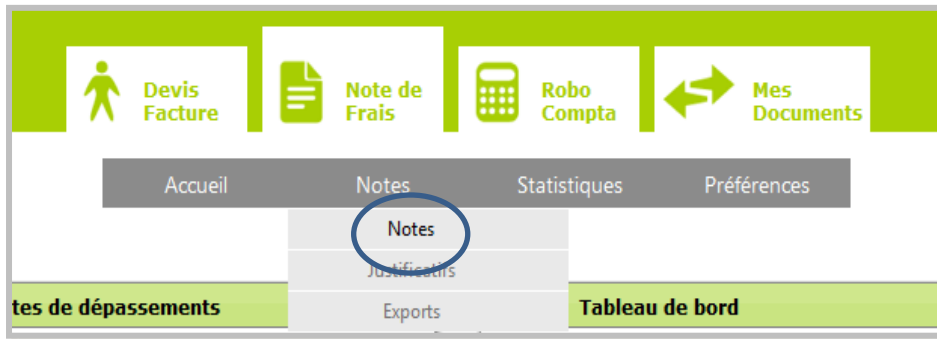 Devis
Facture
Note de
Frais
Robo
Compta
Mes
Documents
Accueil Notes Statistiques Préférences
Notes
Justificatifs
Exports
tes de dépassements
Tableau de bord